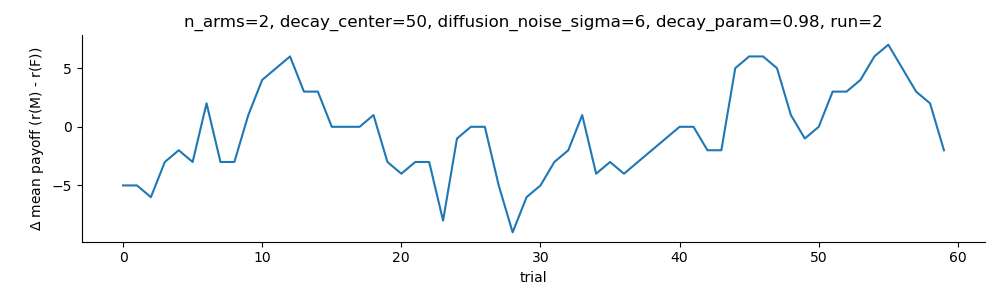 n_arms=2, decay_center=50, diffusion_noise_sigma=6, decay_param=0.98, run=2
Δ mean payoff (r(M) - r(F))
5
0
−5
0 10 20 30 40 50 60
trial